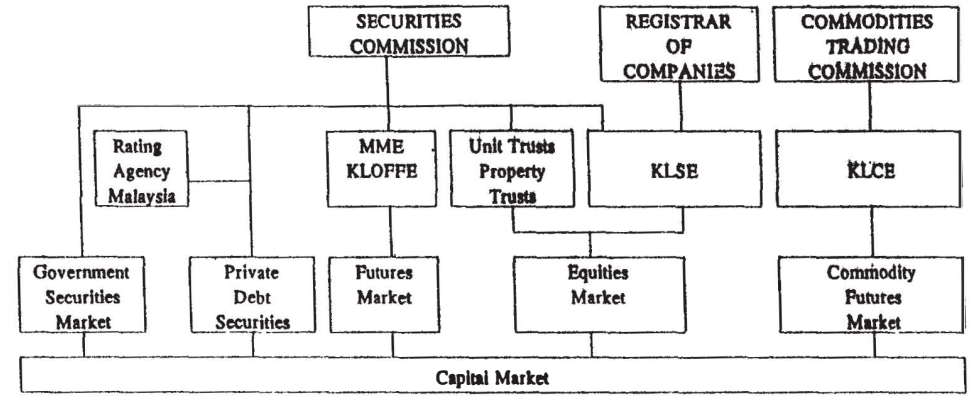 SECURITIES
COMMISSION
REGISTRAR
OF
COMPANIES
COMMODITIES
TRADING
COMMISSION
Rating
Agency
Malaysia
MME
KLOFFE
Unit Trusts
Property
Trusts
KLSE
KLCE
Government
Securities
Market
Private
Debt
Securities
Futures
Market
Equities
Market
Commodity
Futures
Market
Capital Market